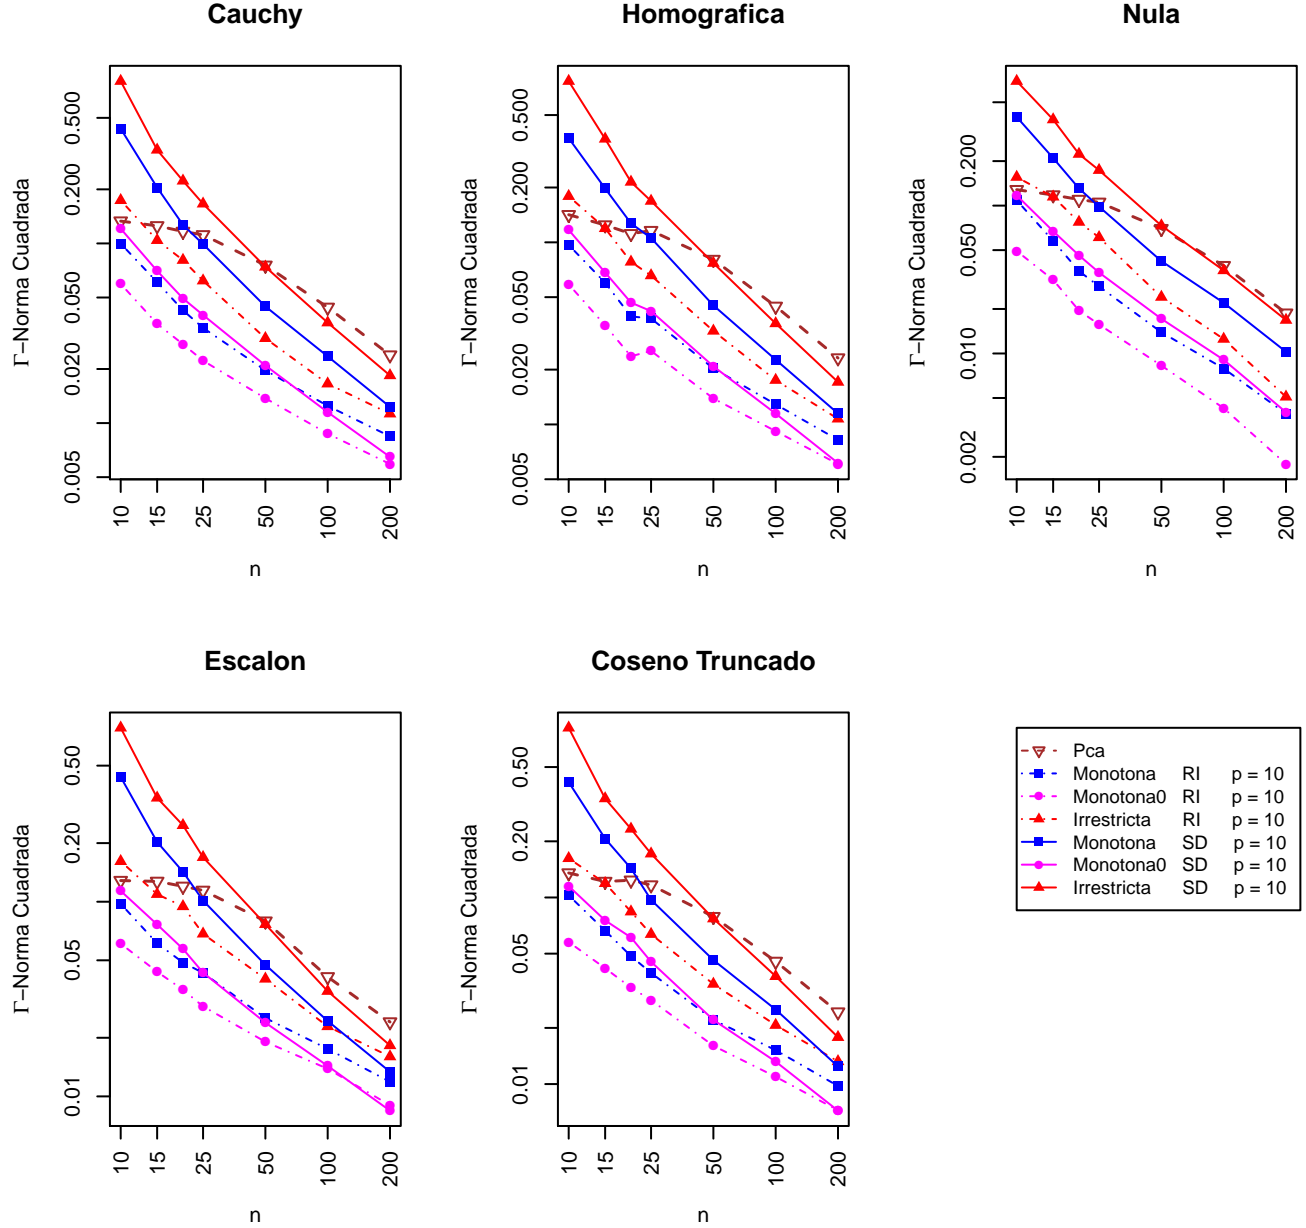 Cauchy
Γ−Norma Cuadrada
0.005
0.020
0.050
0.200
0.500
10
15
25
50
100
200
n
Homografica
Γ−Norma Cuadrada
0.005
0.020
0.050
0.200
0.500
10
15
25
50
100
200
n
Nula
Γ−Norma Cuadrada
0.002
0.010
0.050
0.200
10
15
25
50
100
200
n
Escalon
Γ−Norma Cuadrada
0.01
0.05
0.20
0.50
10
15
25
50
100
200
n
Coseno Truncado
Γ−Norma Cuadrada
0.01
0.05
0.20
0.50
10
15
25
50
100
200
n
Pca
Monotona RI p = 10
Monotona0 RI p = 10
Irrestricta RI p = 10
Monotona SD p = 10
Monotona0 SD p = 10
Irrestricta SD p = 10